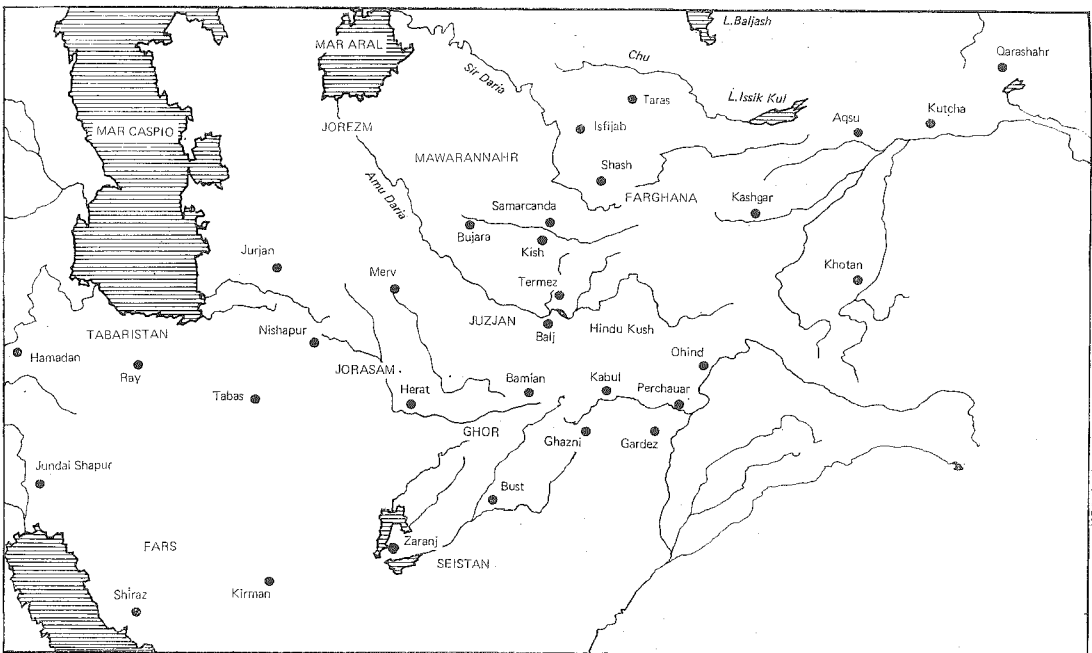 L.Baljash
MAR ARAL
Qarashahr
Chu
Sir Daria
Taras
L.Issik Kul
Kutcha
Aqsu
MAR CASPIO
JOREZM
Isfijab
MAWARANNAHR
Shash
Amu Daria
FARGHANA
Kashgar
Samarcanda
Bujara
Kish
Jurjan
Merv
Khotan
Termez
JUZJAN
Hindu Kush
Balj
Nishapur
TABARISTAN
Hamadan
Ray
Ohind
JORASAM
Bamian
Kabul
Perchauar
Herat
Tabas
GHOR
Ghazni
Gardez
Jundai Shapur
Bust
Zaranj
FARS
SEISTAN
Kirman
Shiraz